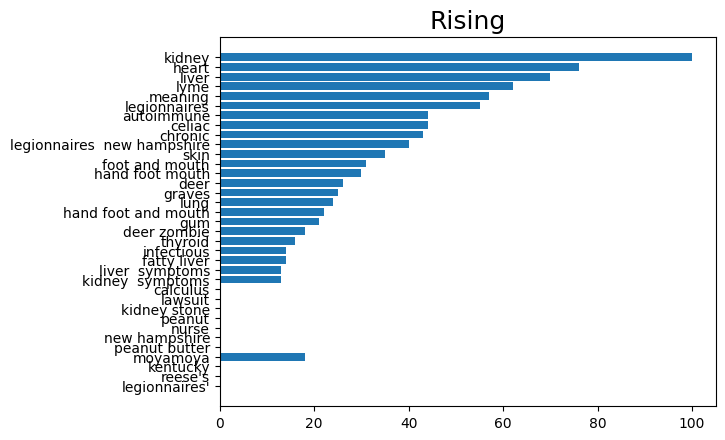 Rising
kidney
heart
liver
lyme
meaning
legionnaires
autoimmune
celiac
chronic
legionnaires  new hampshire
skin
foot and mouth
hand foot mouth
deer
graves
lung
hand foot and mouth
gum
deer zombie
thyroid
infectious
fatty liver
liver  symptoms
kidney  symptoms
calculus
lawsuit
kidney stone
peanut
nurse
new hampshire
peanut butter
moyamoya
kentucky
reese's
legionnaires'
0 20 40 60 80 100